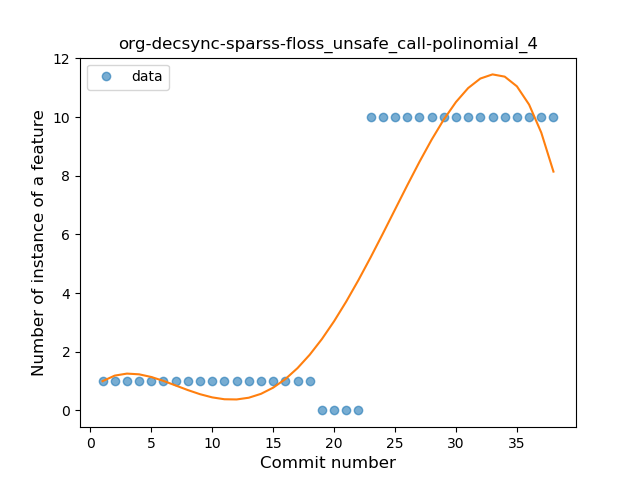 org-decsync-sparss-floss_unsafe_call-polinomial_4
data
Number of instance of a feature
12
10
8
6
4
2
0
0 5 10 15 20 25 30 35
Commit number